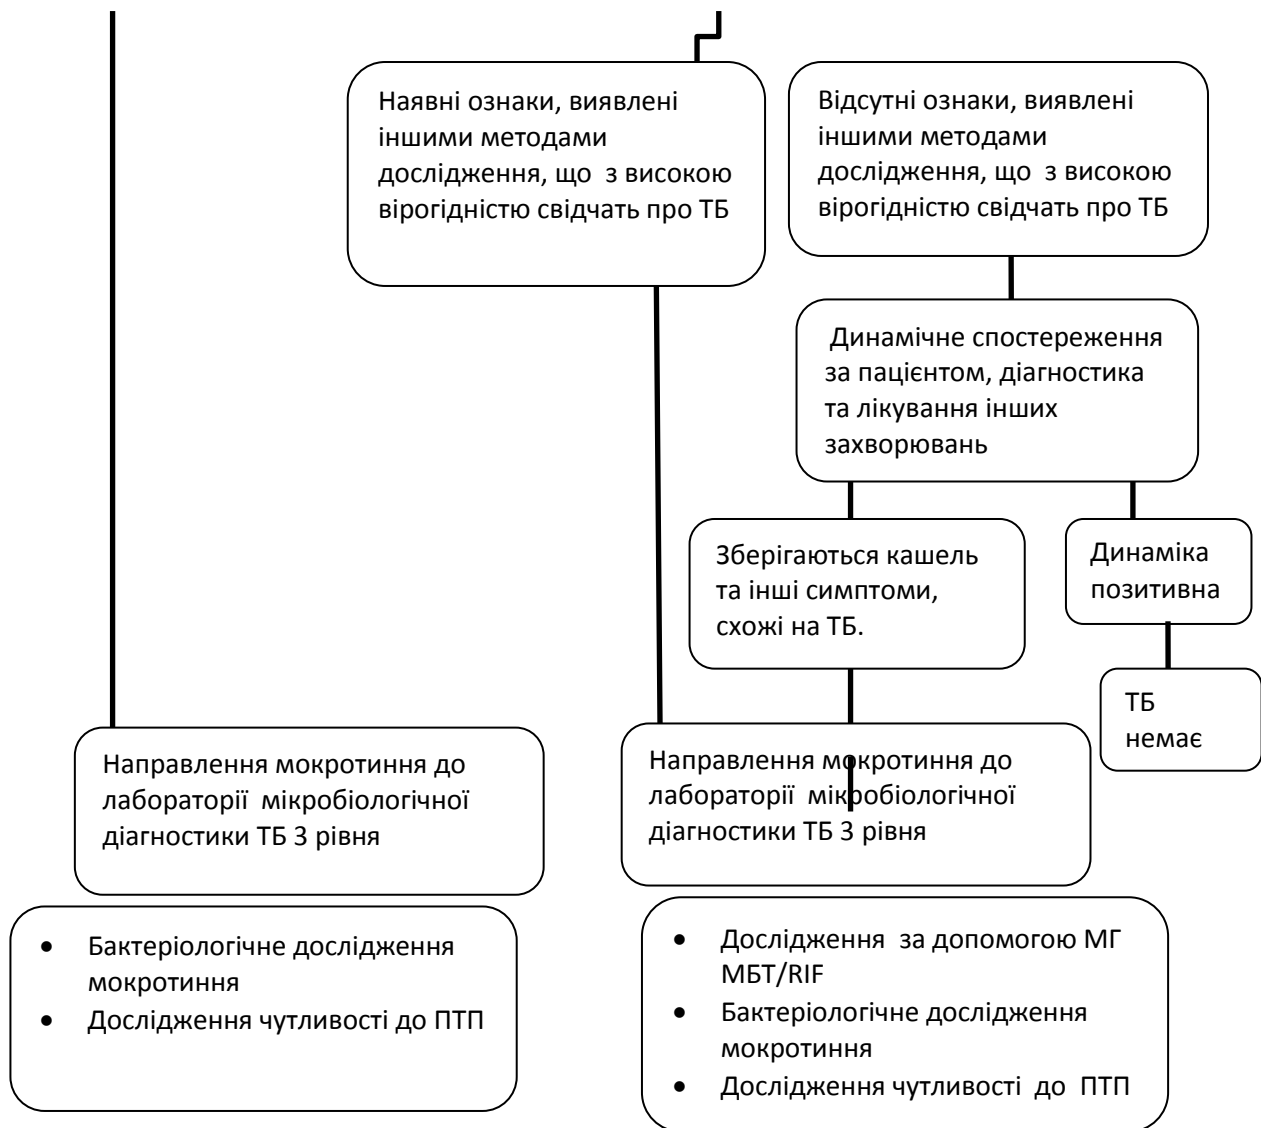 Наявні ознаки, виявлені
іншими методами
дослідження, що з високою
вірогідністю свідчать про ТБ
Відсутні ознаки, виявлені
іншими методами
дослідження, що з високою
вірогідністю свідчать про ТБ
Динамічне спостереження
за пацієнтом, діагностика
та лікування інших
захворювань
Зберігаються кашель
та інші симптоми,
схожі на ТБ.
Динаміка
позитивна
ТБ
немає
Направлення мокротиння до
лабораторії мікробіологічної
діагностики ТБ 3 рівня
Направлення мокротиння до
лабораторії мікробіологічної
діагностики ТБ 3 рівня
• Бактеріологічне дослідження
мокротиння
• Дослідження чутливості до ПТП
• Дослідження за допомогою МГ
МБТ/RIF
• Бактеріологічне дослідження
мокротиння
• Дослідження чутливості до ПТП